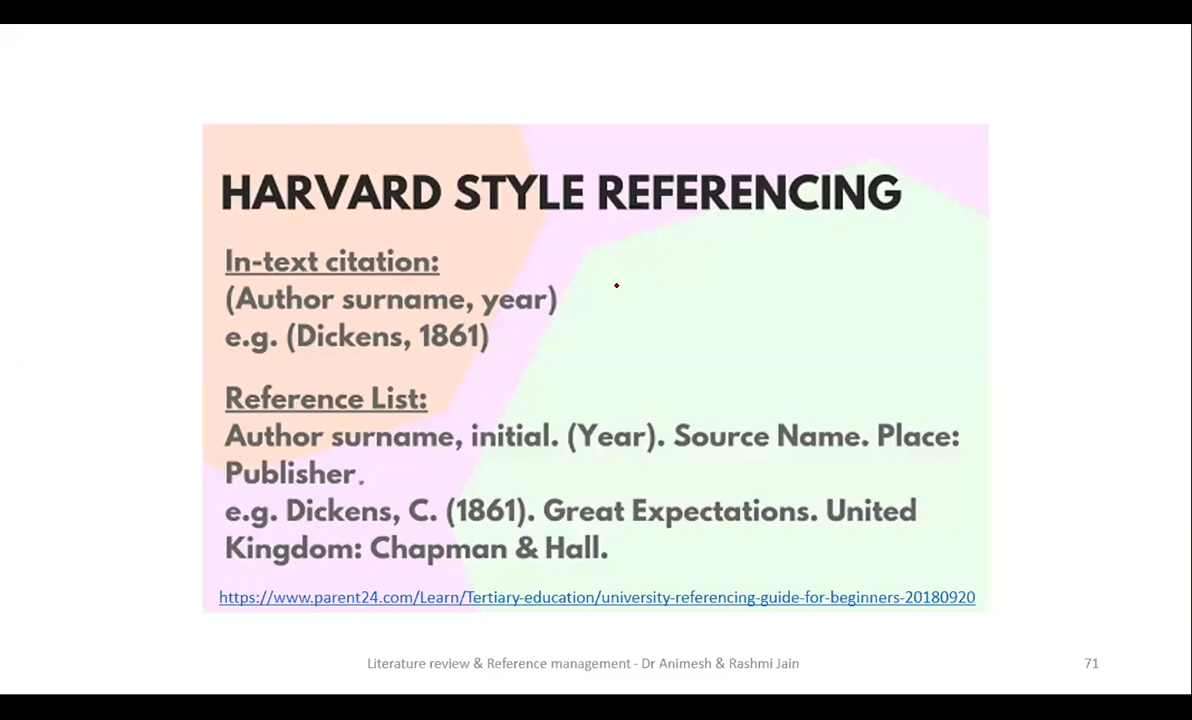 HARVARD STYLE REFERENCING
In-text citation:
(Author surname, year)
e.g. (Dickens, 1861)
Reference List:
Author surname, initial. (Year). Source Name. Place:
Publisher.
e.g. Dickens, C. (1861). Great Expectations. United
Kingdom: Chapman & Hall.
https://www.parent24.com/Learn/Tertiary-education/university-referencing-guide-for-beginners-20180920
Literature review & Reference management - Dr Animesh & Rashmi Jain
71